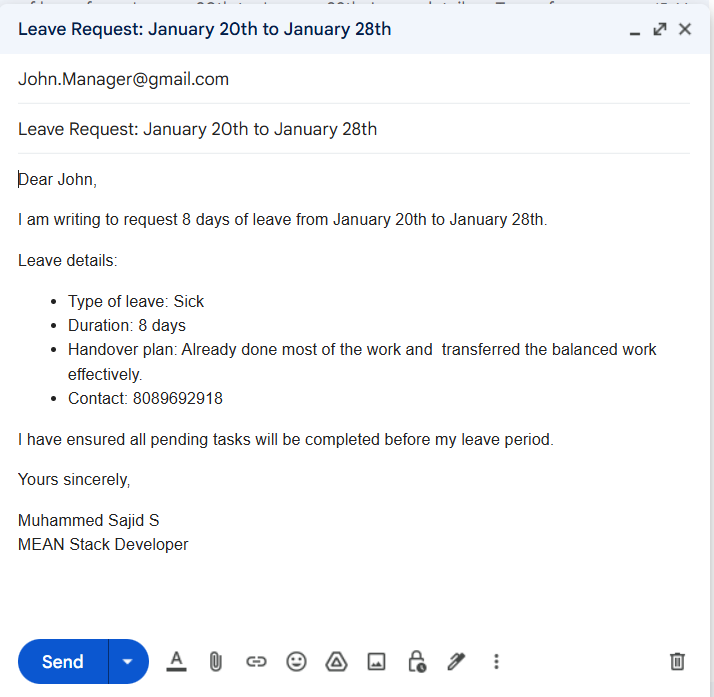 Leave Request: January 20th to January 28th
John.Manager@gmail.com
Leave Request: January 20th to January 28th
Dear John,
I am writing to request 8 days of leave from January 20th to January 28th.
Leave details:
• Type of leave: Sick
• Duration: 8 days
• Handover plan: Already done most of the work and  transferred the balanced work
effectively.
• Contact: 8089692918
I have ensured all pending tasks will be completed before my leave period.
Yours sincerely,
Muhammed Sajid S
MEAN Stack Developer
Send